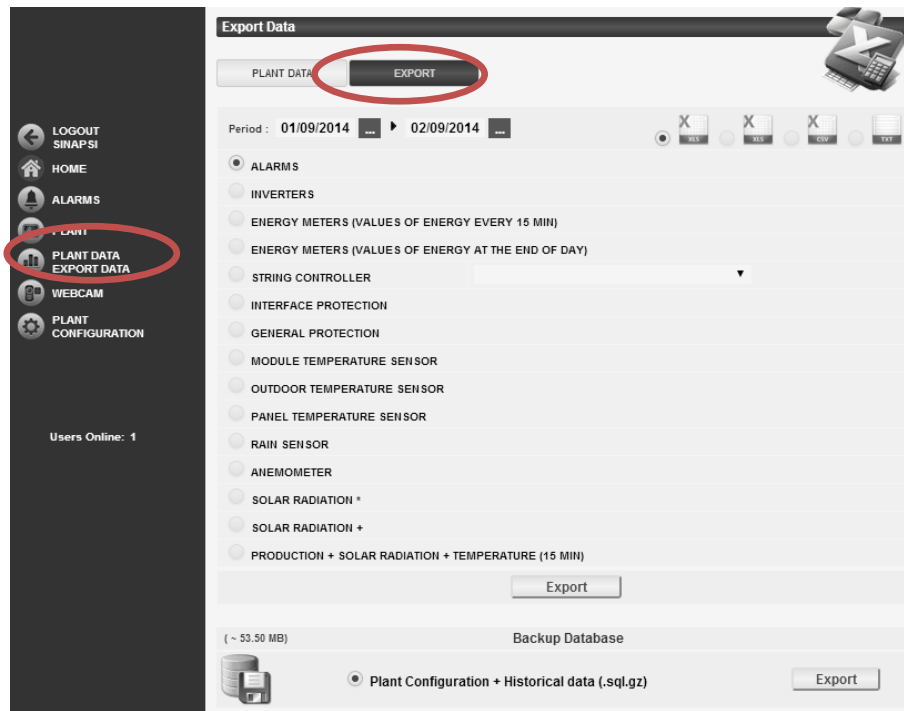 Export Data
PLANT DATA
EXPORT
LOGOUT
SINAPSI
HOME
ALARMS
PLANT
PLANT DATA
EXPORT DATA
WEBCAM
PLANT
CONFIGURATION
Users Online: 1
Period : 01/09/2014 ... 02/09/2014 ...
X XLS X XLS X CSV TXT
ALARMS
INVERTERS
ENERGY METERS (VALUES OF ENERGY EVERY 15 MIN)
ENERGY METERS (VALUES OF ENERGY AT THE END OF DAY)
STRING CONTROLLER
INTERFACE PROTECTION
GENERAL PROTECTION
MODULE TEMPERATURE SENSOR
OUTDOOR TEMPERATURE SENSOR
PANEL TEMPERATURE SENSOR
RAIN SENSOR
ANEMOMETER
SOLAR RADIATION *
SOLAR RADIATION +
PRODUCTION + SOLAR RADIATION + TEMPERATURE (15 MIN)
Export
( ~ 53.50 MB) Backup Database
Plant Configuration + Historical data (.sql.gz)
Export